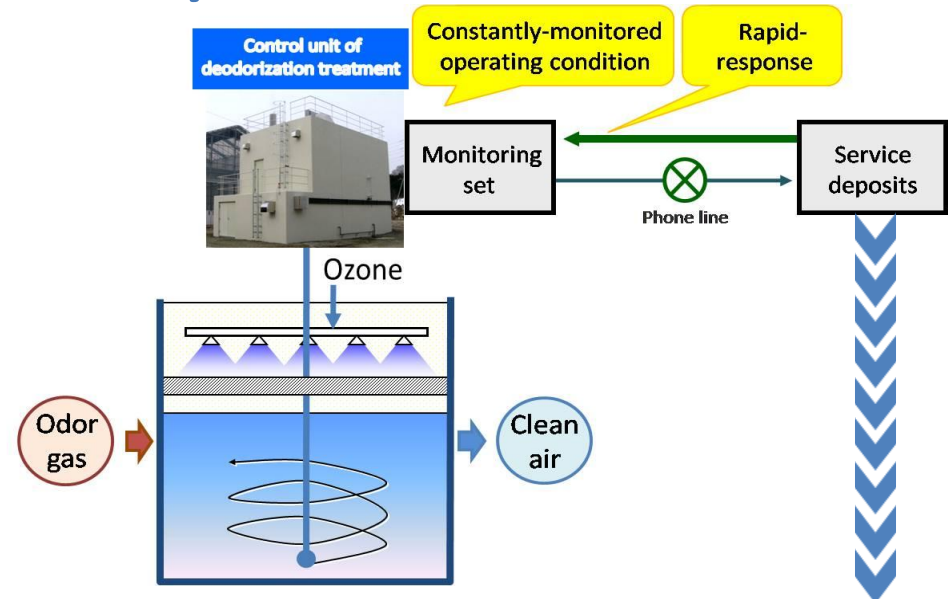 Control unit of
deodorization treatment
Constantly-monitored
operating condition
Rapid-
response
Monitoring
set
Service
deposits
Phone line
Ozone
Odor
gas
Clean
air